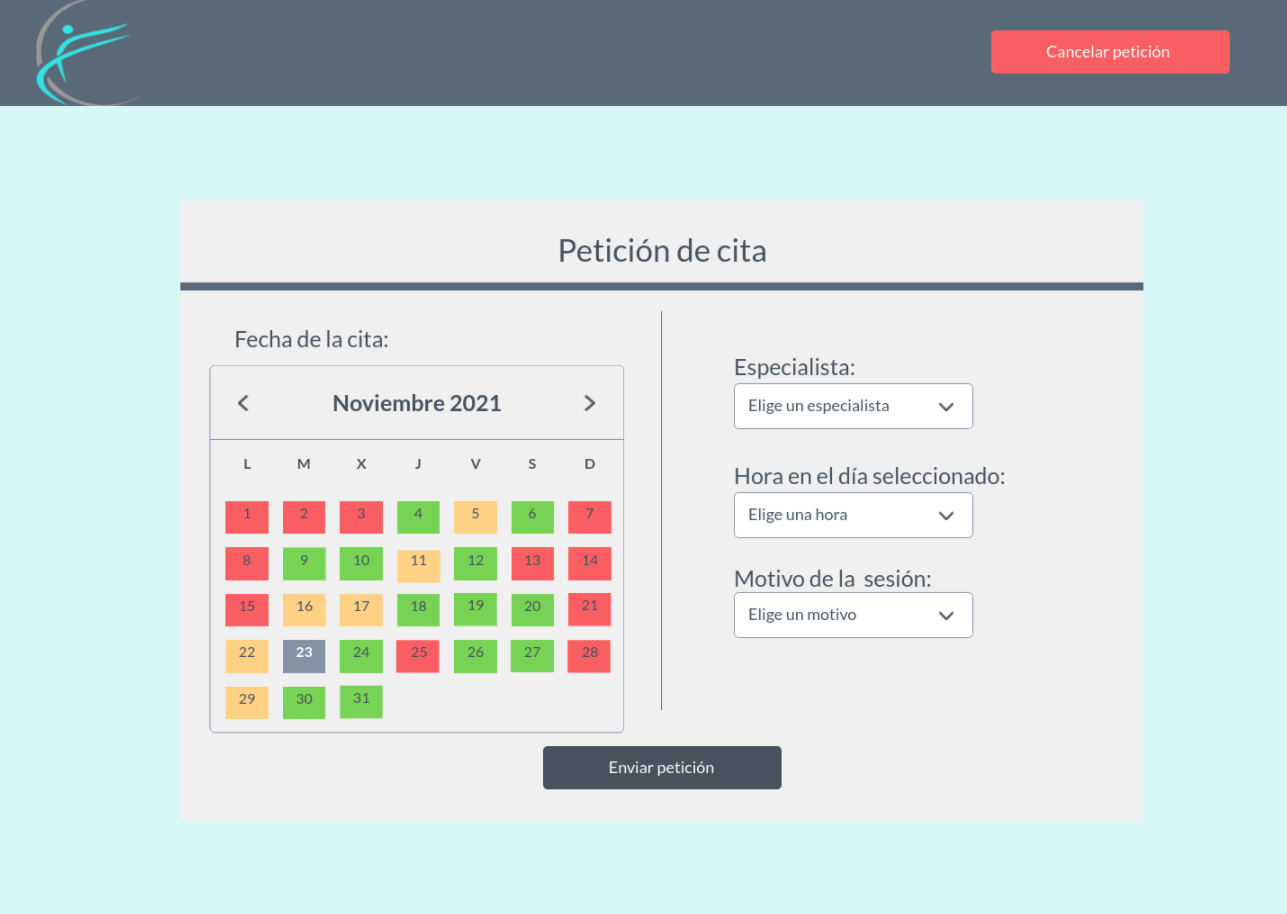 Cancelar petición
Petición de cita
Fecha de la cita:
Noviembre 2021
L M X J V S D
1 2 3 4 5 6 7
8 9 10 11 12 13 14
15 16 17 18 19 20 21
22 23 24 25 26 27 28
29 30 31
Especialista:
Elige un especialista
Hora en el día seleccionado:
Elige una hora
Motivo de la  sesión:
Elige un motivo
Enviar petición